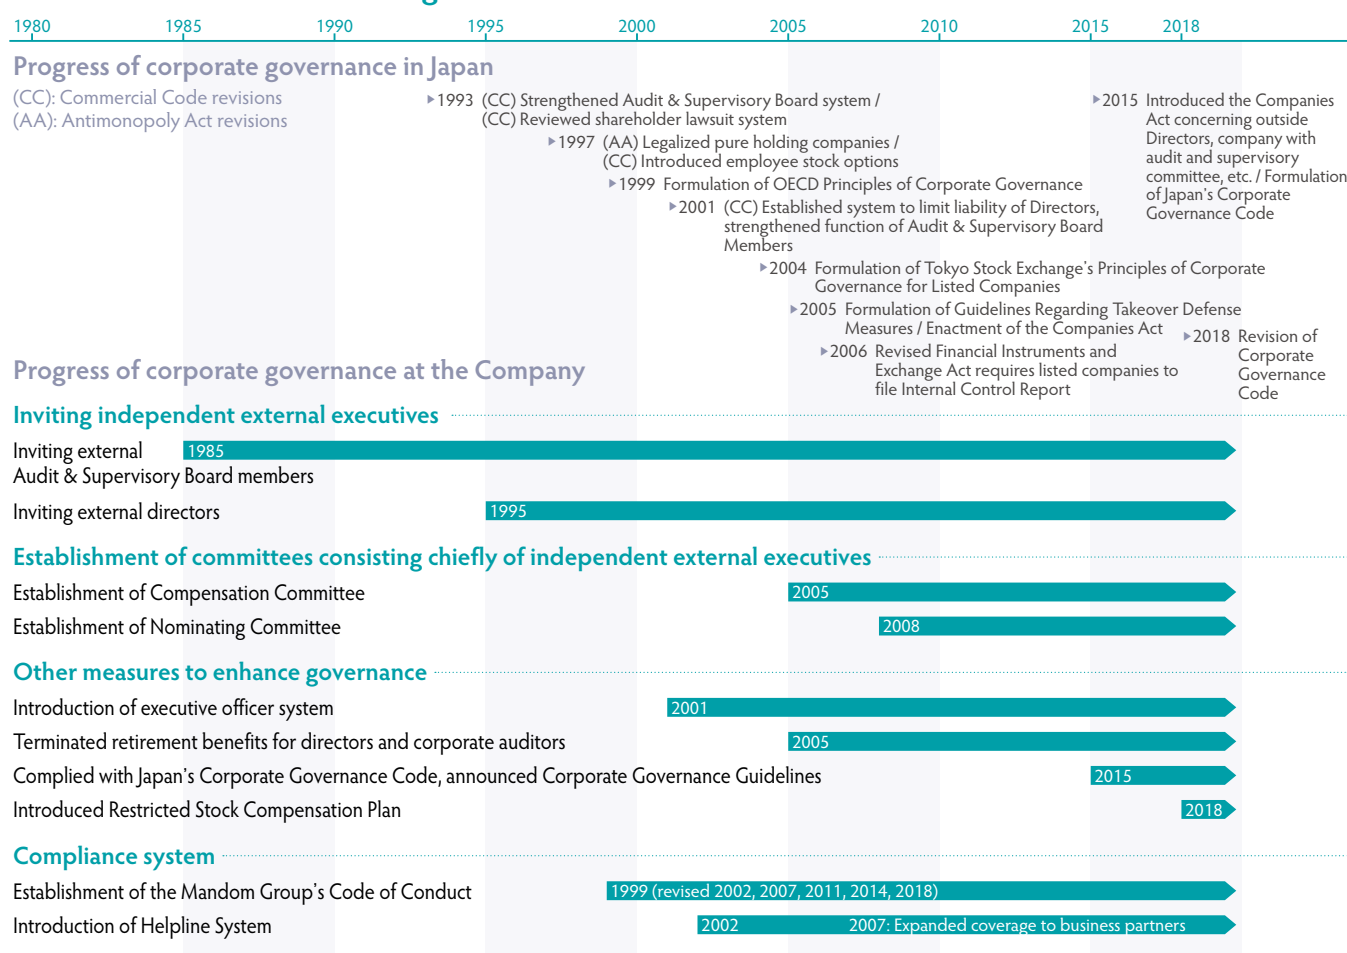 1980 1985 1990 1995 2000 2005 2010 2015 2018
Progress of corporate governance in Japan
(CC): Commercial Code revisions
(AA): Antimonopoly Act revisions
1993 (CC) Strengthened Audit & Supervisory Board system /
(CC) Reviewed shareholder lawsuit system
1997 (AA) Legalized pure holding companies /
(CC) Introduced employee stock options
1999 Formulation of OECD Principles of Corporate Governance
2001 (CC) Established system to limit liability of Directors,
strengthened function of Audit & Supervisory Board
Members
2004 Formulation of Tokyo Stock Exchange's Principles of Corporate
Governance for Listed Companies
2005 Formulation of Guidelines Regarding Takeover Defense
Measures / Enactment of the Companies Act
2006 Revised Financial Instruments and
Exchange Act requires listed companies to
file Internal Control Report
2015 Introduced the Companies
Act concerning outside
Directors, company with
audit and supervisory
committee, etc. / Formulation
of Japan's Corporate
Governance Code
2018 Revision of
Corporate
Governance
Code
Progress of corporate governance at the Company
Inviting independent external executives
Inviting external
Audit & Supervisory Board members
1985
Inviting external directors
1995
Establishment of committees consisting chiefly of independent external executives
Establishment of Compensation Committee
2005
Establishment of Nominating Committee
2008
Other measures to enhance governance
Introduction of executive officer system
2001
Terminated retirement benefits for directors and corporate auditors
2005
Complied with Japan's Corporate Governance Code, announced Corporate Governance Guidelines
2015
Introduced Restricted Stock Compensation Plan
2018
Compliance system
Establishment of the Mandom Group's Code of Conduct
1999 (revised 2002, 2007, 2011, 2014, 2018)
Introduction of Helpline System
2002 2007: Expanded coverage to business partners